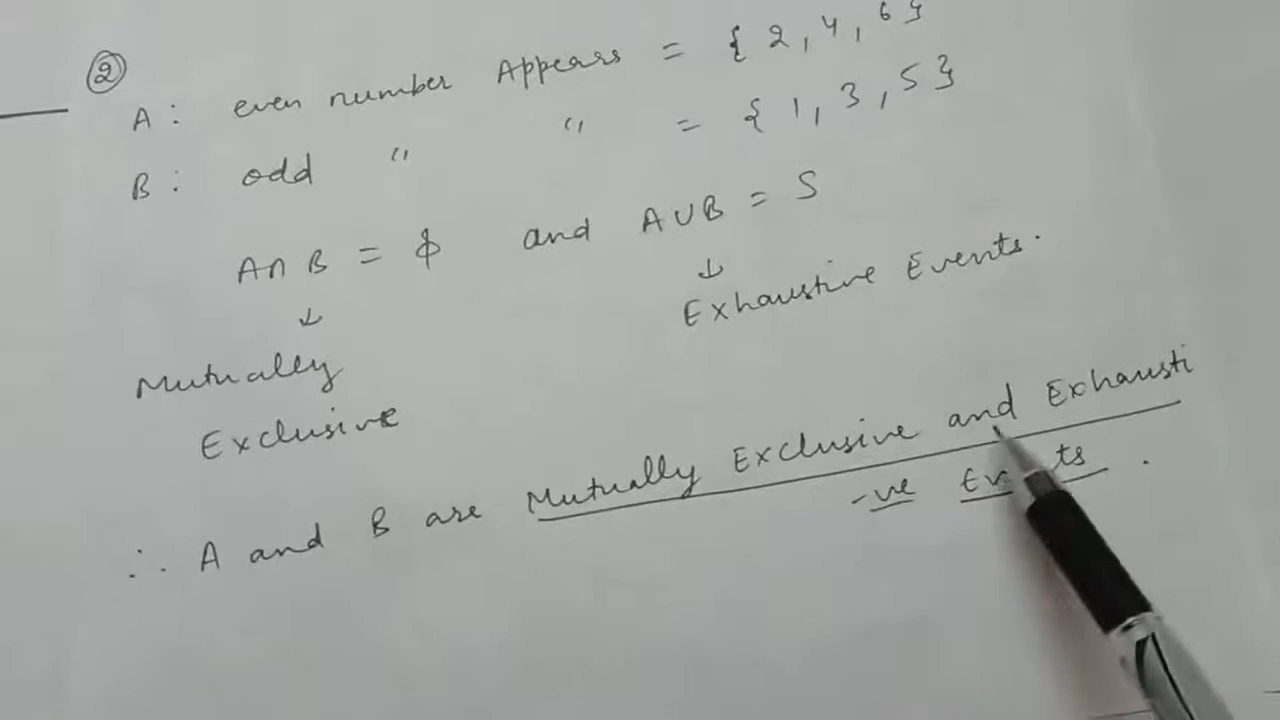 ②
A : even number Appears = { 2, 4, 6 }
B : odd " " = { 1, 3, 5 }
A ∩ B = ϕ and A ∪ B = S
↓ ↓
Mutually Exclusive Exhaustive Events.
∴ A and B are Mutually Exclusive and Exhausti
-ve Events .